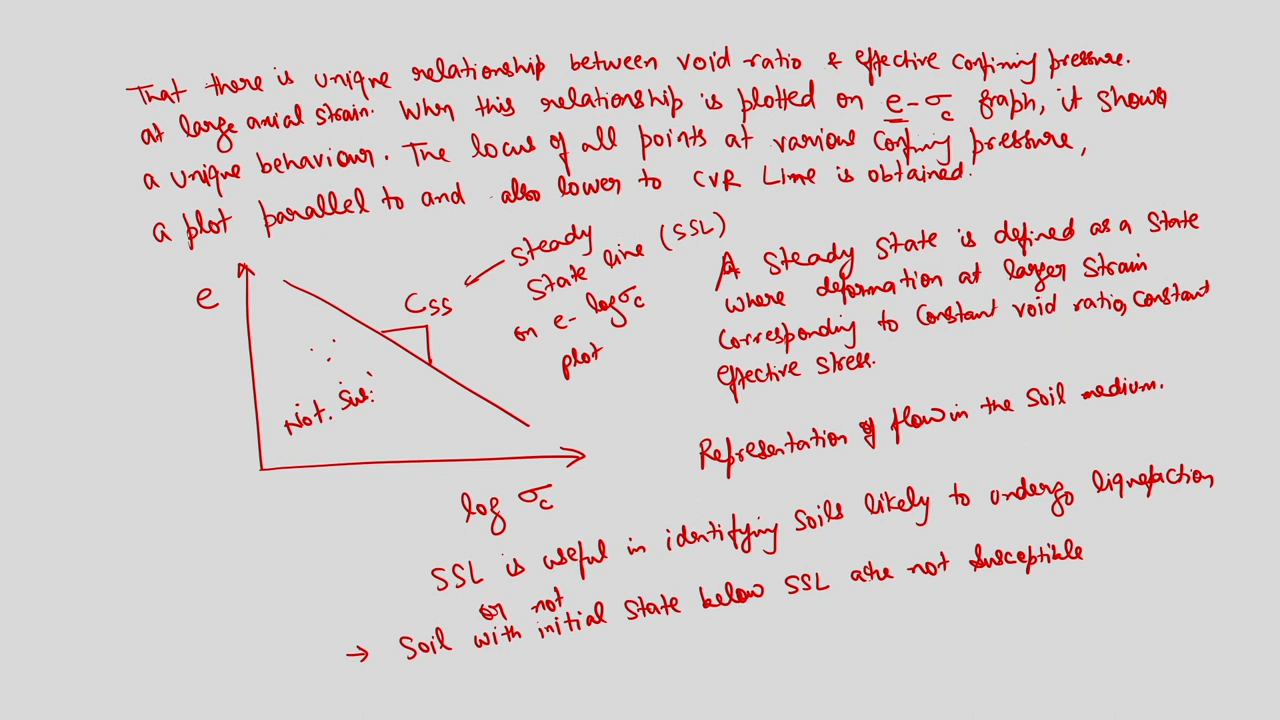 That there is unique relationship between void ratio & effective confining pressure.
at large axial strain. When this relationship is plotted on e-σc graph, it shows
a unique behaviour. The locus of all points at various confing pressure,
a plot parallel to and also lower to CVR Line is obtained.
e
Css
Steady
State line (SSL)
on e- logσc
plot
Not. Sus.
log σc
A Steady State is defined as a State
where deformation at larger Strain
Corresponding to Constant void ratio, Constant
effective stress.
Representation of flow in the Soil medium.
SSL is useful in identifying Soils likely to undergo liquefaction,
or not
→ Soil with initial State below SSL are not Susceptible